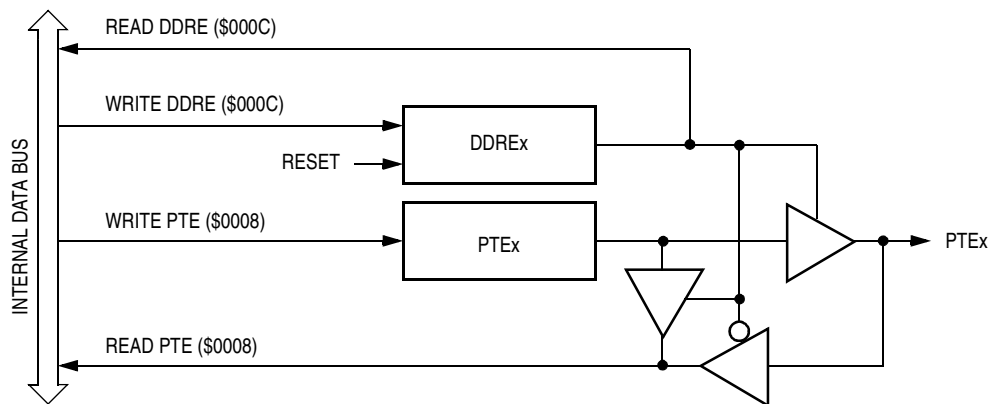 READ DDRE ($000C)
WRITE DDRE ($000C)
DDREx
RESET
INTERNAL DATA BUS
WRITE PTE ($0008)
PTEx
PTEx
READ PTE ($0008)